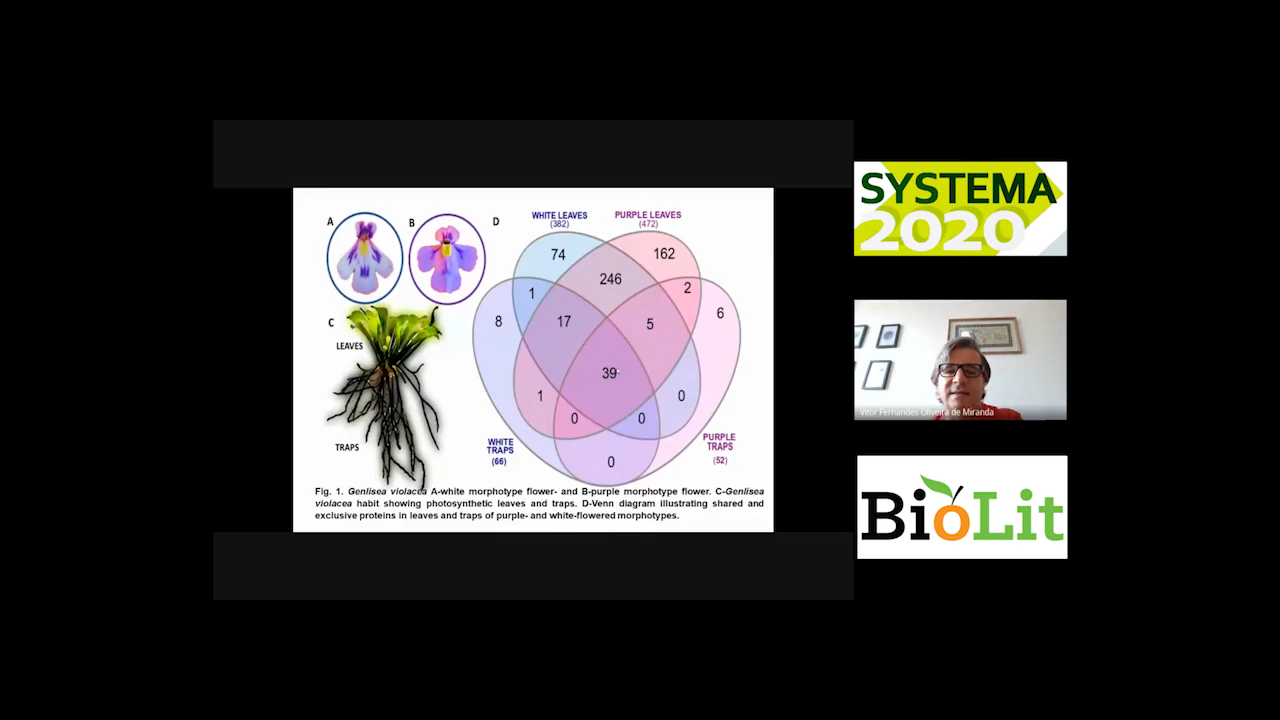 A
B
D
WHITE LEAVES
(382)
PURPLE LEAVES
(472)
74
162
246
1
2
8
17
5
6
39
1
0
0
0
0
C
LEAVES
TRAPS
WHITE
TRAPS
(66)
PURPLE
TRAPS
(52)
Fig. 1. Genlisea violacea A-white morphotype flower- and B-purple morphotype flower. C-Genlisea
violacea habit showing photosynthetic leaves and traps. D-Venn diagram illustrating shared and
exclusive proteins in leaves and traps of purple- and white-flowered morphotypes.
SYSTEMA
2020
Vitor Fernandes Oliveira de Miranda
BioLit